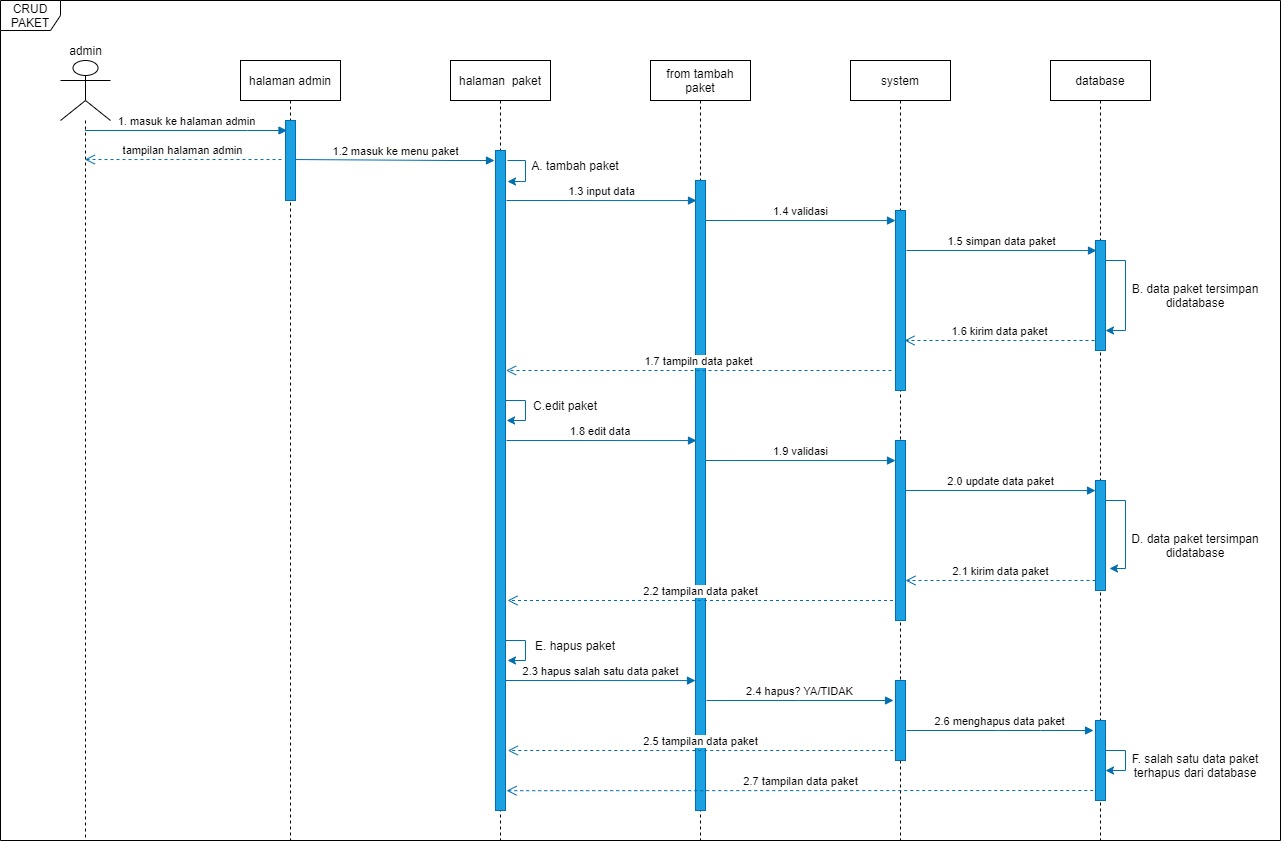 CRUD
PAKET
admin
halaman admin
halaman paket
from tambah
paket
system
database
1. masuk ke halaman admin
tampilan halaman admin
1.2 masuk ke menu paket
A. tambah paket
1.3 input data
1.4 validasi
1.5 simpan data paket
B. data paket tersimpan
didatabase
1.6 kirim data paket
1.7 tampiln data paket
C.edit paket
1.8 edit data
1.9 validasi
2.0 update data paket
D. data paket tersimpan
didatabase
2.1 kirim data paket
2.2 tampilan data paket
E. hapus paket
2.3 hapus salah satu data paket
2.4 hapus? YA/TIDAK
2.6 menghapus data paket
2.5 tampilan data paket
F. salah satu data paket
terhapus dari database
2.7 tampilan data paket